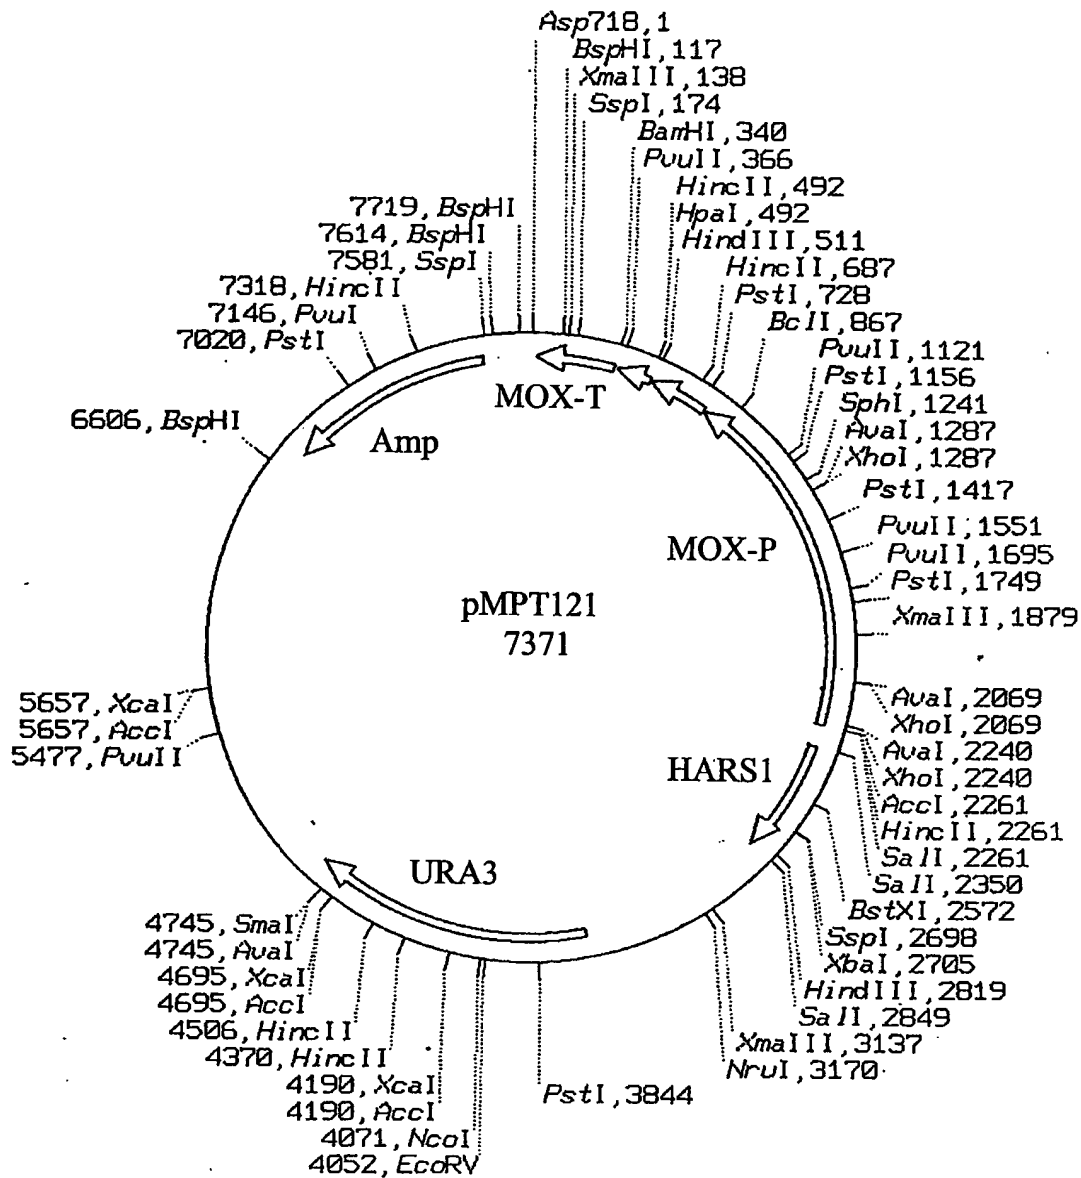 Asp718,1
BspHI,117
XmaIII,138
SspI,174
BamHI,340
PvuII,366
HincII,492
HpaI,492
HindIII,511
HincII,687
PstI,728
BclI,867
PvuII,1121
PstI,1156
SphI,1241
AvaI,1287
XhoI,1287
PstI,1417
PvuII,1551
PvuII,1695
PstI,1749
XmaIII,1879
AvaI,2069
XhoI,2069
AvaI,2240
XhoI,2240
AccI,2261
HincII,2261
SalI,2261
SalI,2350
BstXI,2572
SspI,2698
XbaI,2705
HindIII,2819
SalI,2849
XmaIII,3137
NruI,3170
PstI,3844
4052,EcoRV
4071,NcoI
4190,AccI
4190,XcaI
4370,HincII
4506,HincII
4695,AccI
4695,XcaI
4745,AvaI
4745,SmaI
5477,PvuII
5657,AccI
5657,XcaI
6606,BspHI
7020,PstI
7146,PvuI
7318,HincII
7581,SspI
7614,BspHI
7719,BspHI
MOX-T
Amp
MOX-P
pMPT121
7371
HARS1
URA3